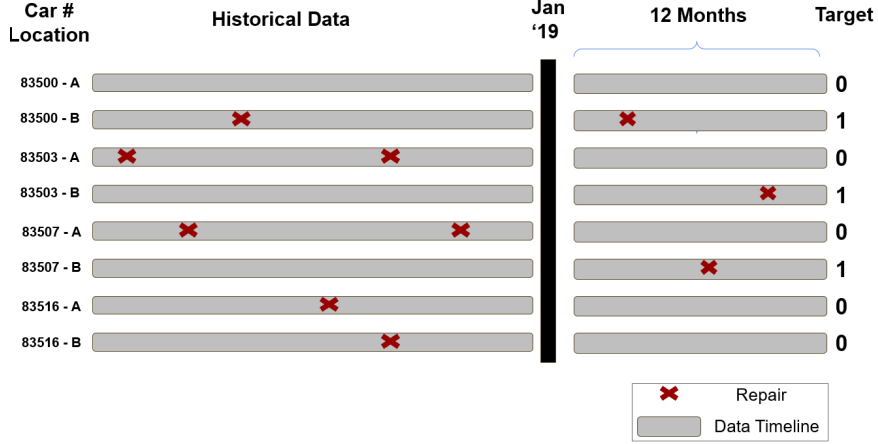 Car #
Location
Historical Data
Jan
‘19
12 Months
Target
83500 - A
0
83500 - B
1
83503 - A
0
83503 - B
1
83507 - A
0
83507 - B
1
83516 - A
0
83516 - B
0
Repair
Data Timeline